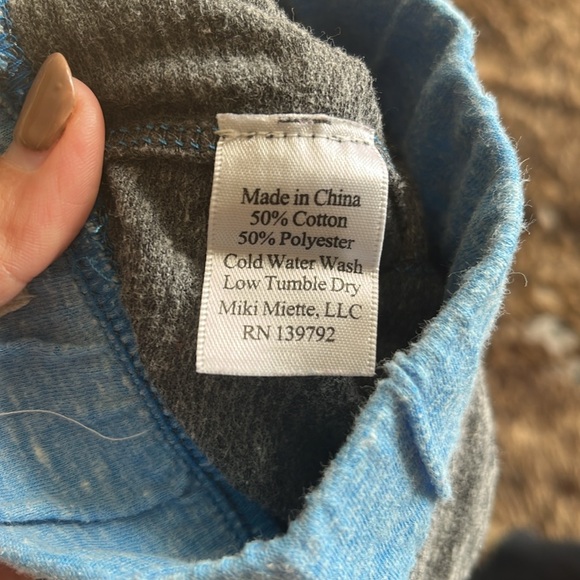 Made in China
50% Cotton
50% Polyester
Cold Water Wash
Low Tumble Dry
Miki Miette, LLC
RN 139792